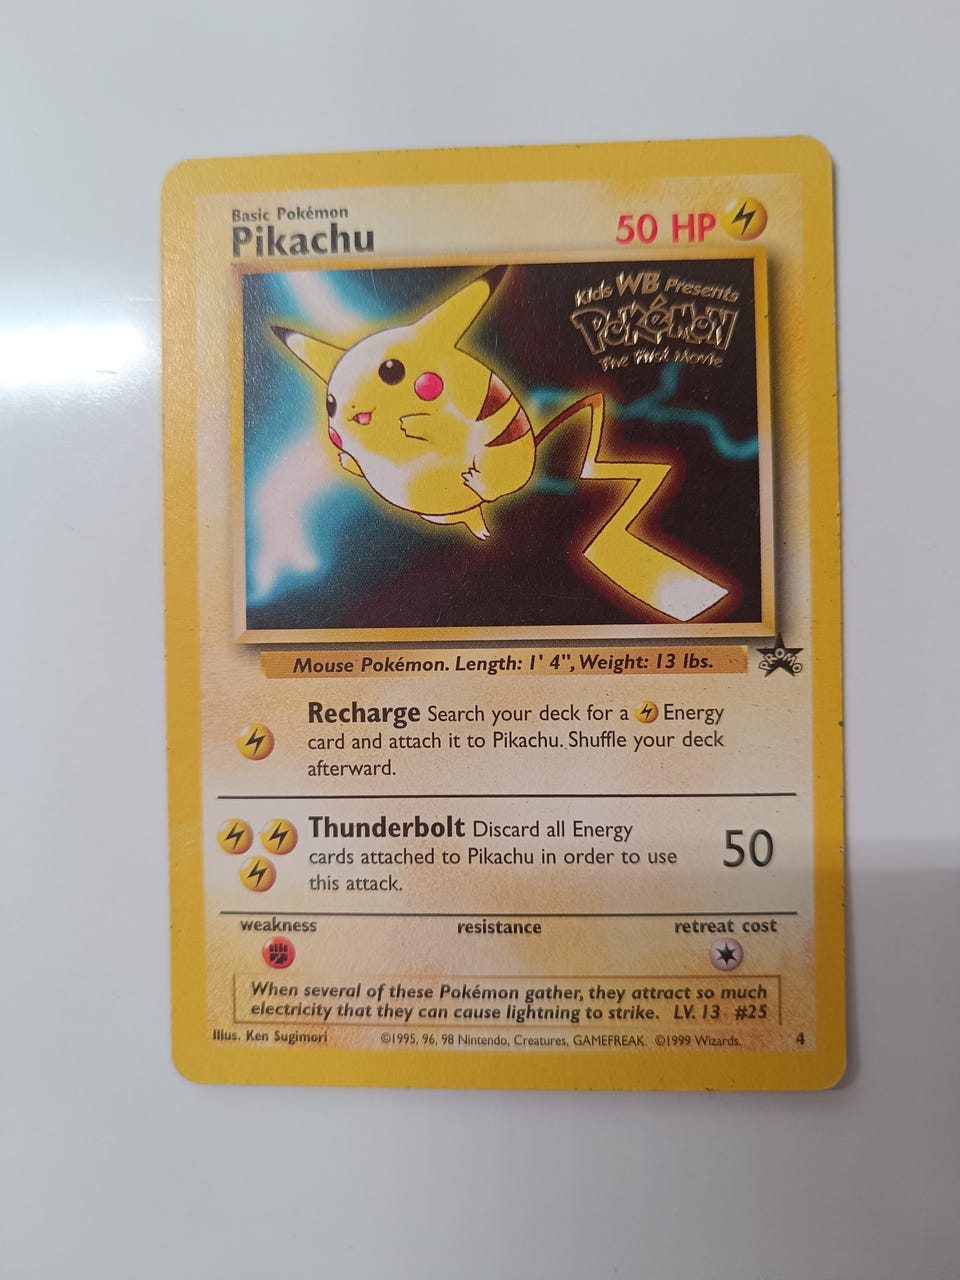 Basic Pokémon
Pikachu
50 HP
Kids WB Presents
POKéMON
The First Movie
Mouse Pokémon. Length: 1' 4", Weight: 13 lbs.
PROMO
Recharge Search your deck for a Energy
card and attach it to Pikachu. Shuffle your deck
afterward.
Thunderbolt Discard all Energy
cards attached to Pikachu in order to use
this attack.
50
weakness
resistance
retreat cost
When several of these Pokémon gather, they attract so much
electricity that they can cause lightning to strike. LV. 13 #25
Illus. Ken Sugimori
©1995, 96, 98 Nintendo, Creatures, GAMEFREAK. ©1999 Wizards.
4